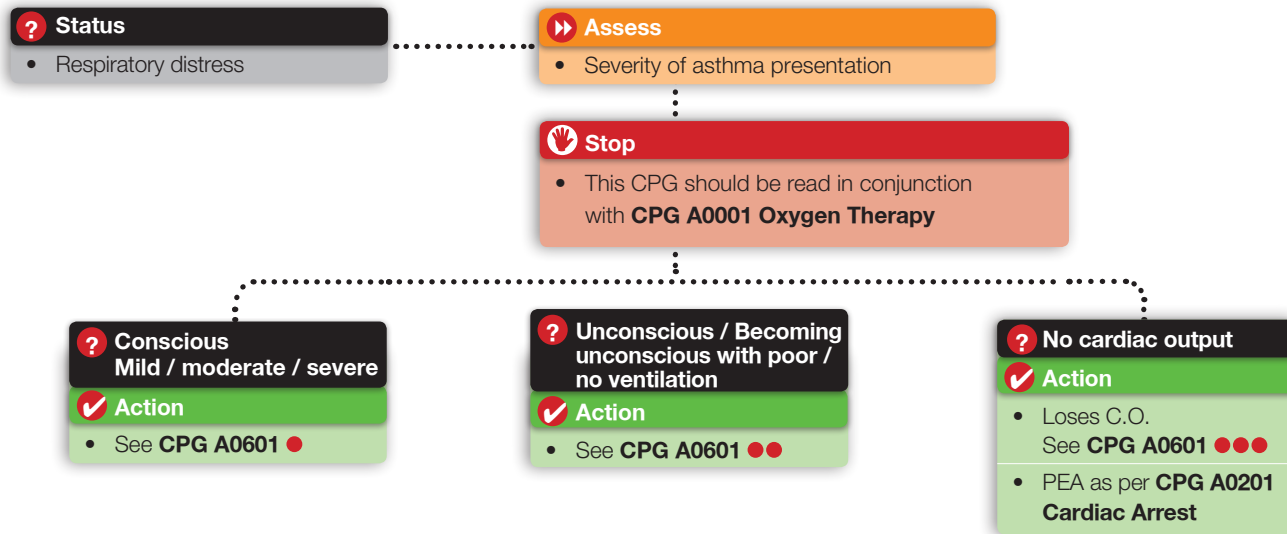 Status
• Respiratory distress
Assess
• Severity of asthma presentation
Stop
• This CPG should be read in conjunction
with CPG A0001 Oxygen Therapy
? Conscious
Mild / moderate / severe
Action
• See CPG A0601
? Unconscious / Becoming
unconscious with poor /
no ventilation
Action
• See CPG A0601
? No cardiac output
Action
• Loses C.O.
See CPG A0601
• PEA as per CPG A0201
Cardiac Arrest